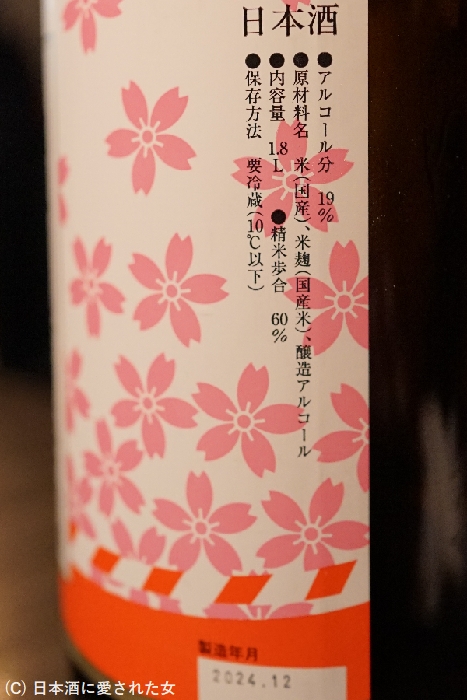 日本酒
●アルコール分 19%
●原材料名 米(国産)、米麹(国産米)、醸造アルコール
●内容量 1.8L ●精米歩合 60%
●保存方法 要冷蔵(10℃以下)
製造年月
2024.12
(C) 日本酒に愛された女